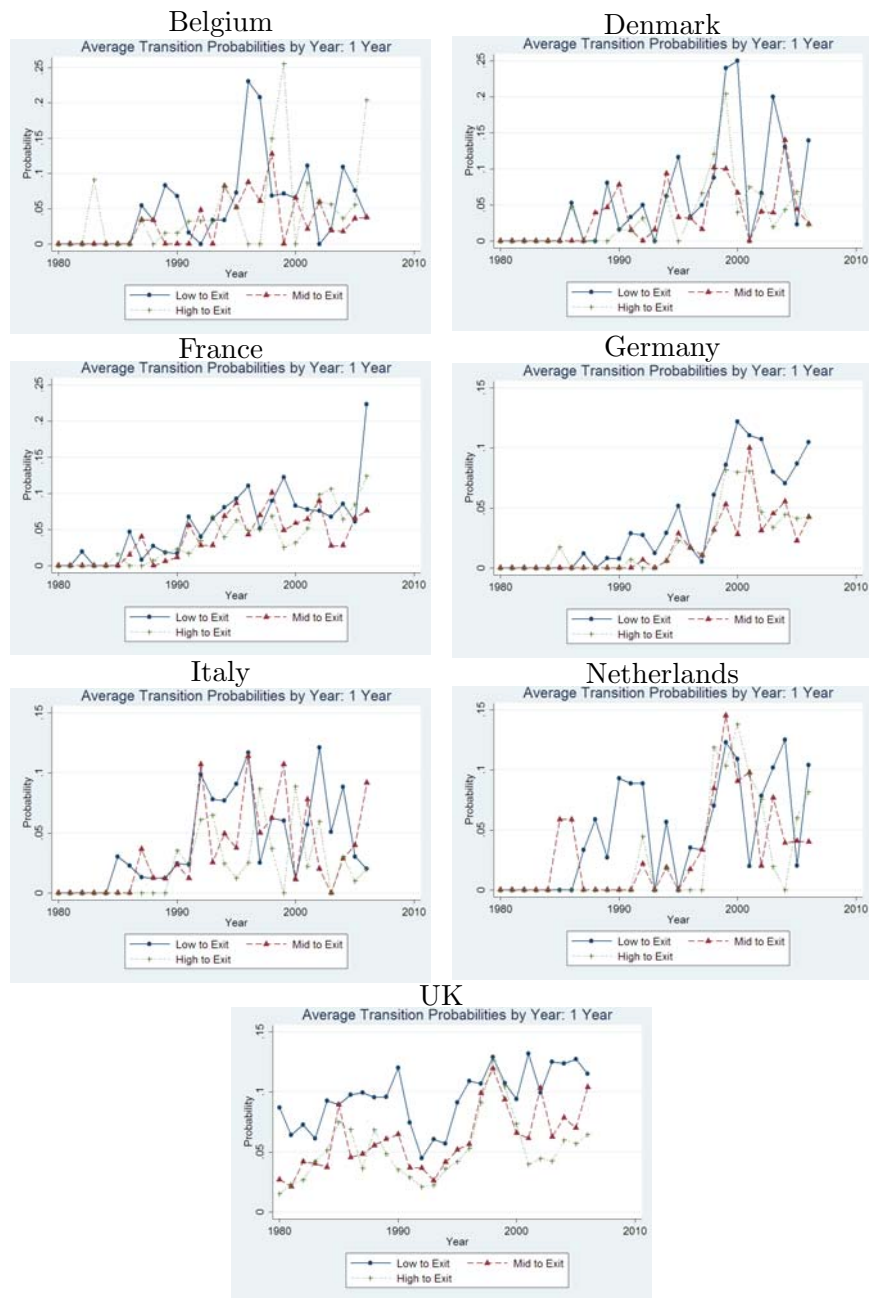 Belgium
Average Transition Probabilities by Year: 1 Year
Probability
0 .05 .1 .15 .2 .25
1980 1990 2000 2010
Year
Low to Exit Mid to Exit
High to Exit
Denmark
Average Transition Probabilities by Year: 1 Year
Probability
0 .05 .1 .15 .2 .25
1980 1990 2000 2010
Year
Low to Exit Mid to Exit
High to Exit
France
Average Transition Probabilities by Year: 1 Year
Probability
0 .05 .1 .15 .2 .25
1980 1990 2000 2010
Year
Low to Exit Mid to Exit
High to Exit
Germany
Average Transition Probabilities by Year: 1 Year
Probability
0 .05 .1 .15
1980 1990 2000 2010
Year
Low to Exit Mid to Exit
High to Exit
Italy
Average Transition Probabilities by Year: 1 Year
Probability
0 .05 .1 .15
1980 1990 2000 2010
Year
Low to Exit Mid to Exit
High to Exit
Netherlands
Average Transition Probabilities by Year: 1 Year
Probability
0 .05 .1 .15
1980 1990 2000 2010
Year
Low to Exit Mid to Exit
High to Exit
UK
Average Transition Probabilities by Year: 1 Year
Probability
0 .05 .1 .15
1980 1990 2000 2010
Year
Low to Exit Mid to Exit
High to Exit